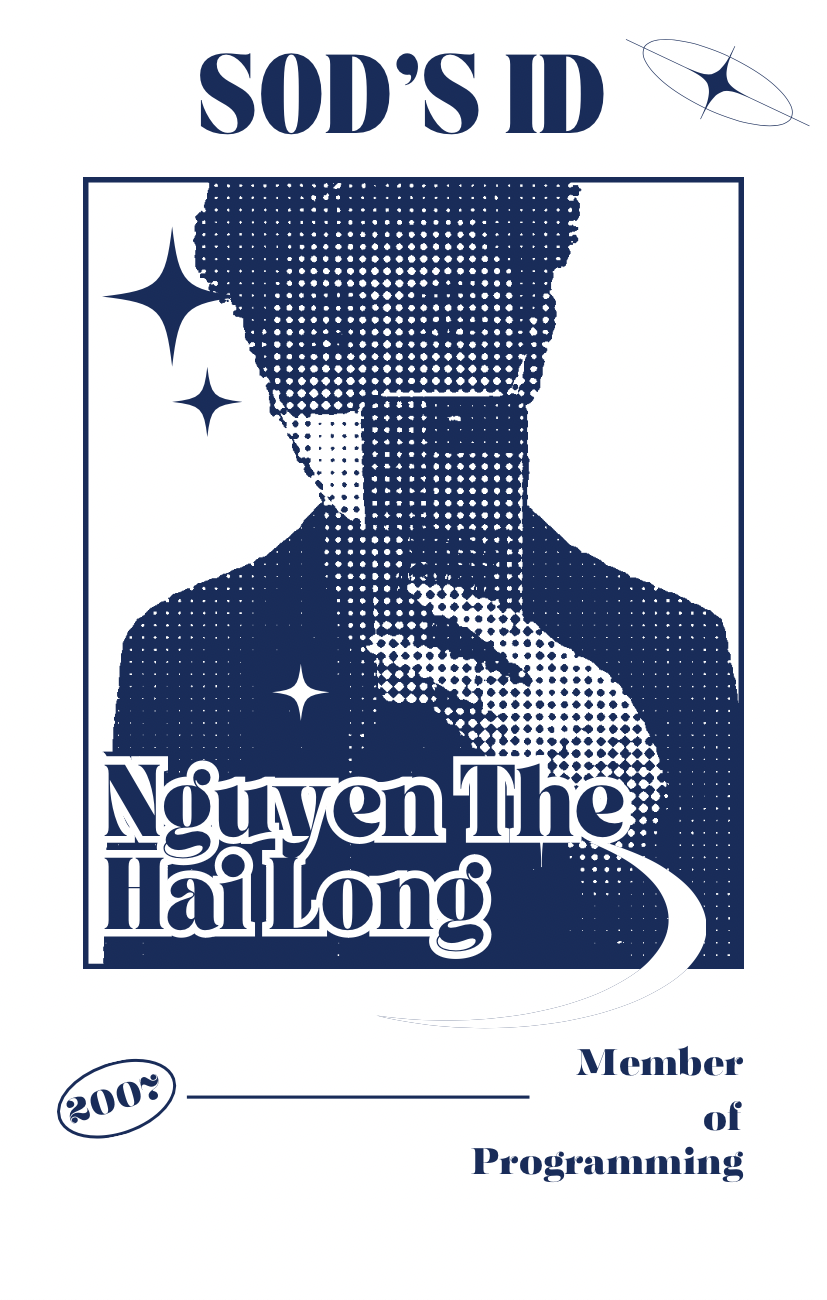 SOD’S ID
Nguyen The
Hai Long
2007
Member
of
Programming